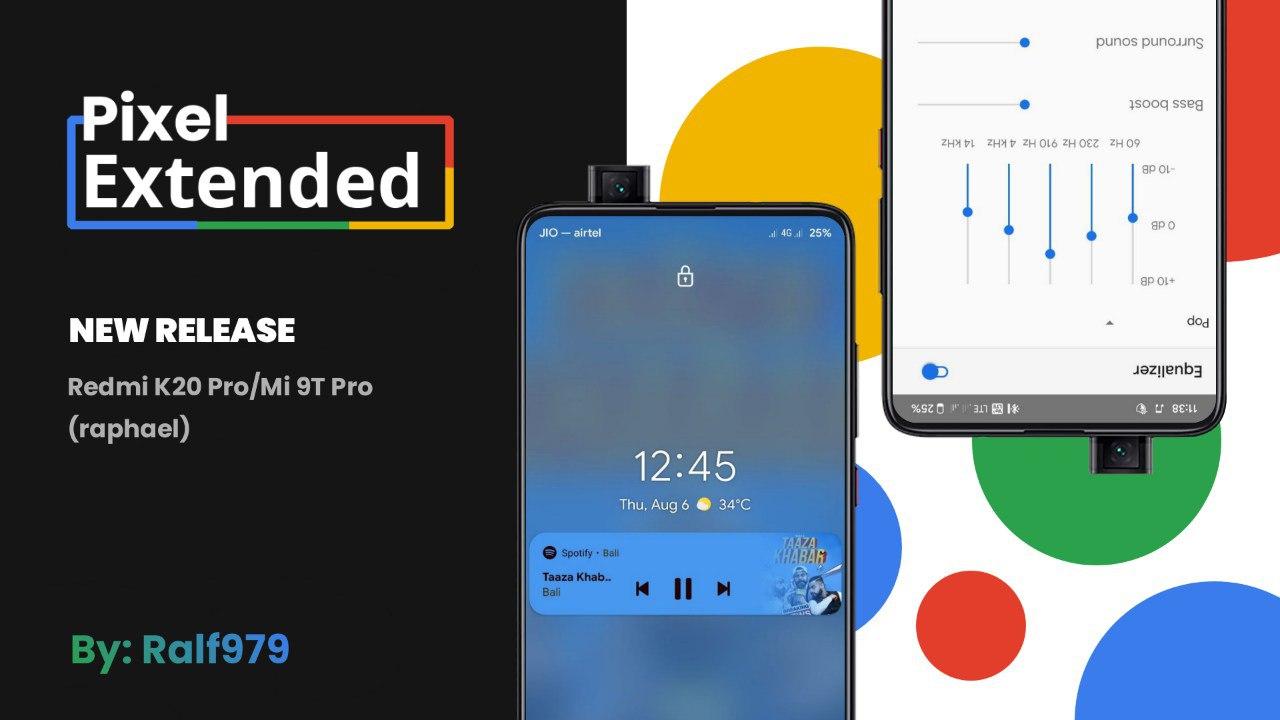 Pixel
Extended
NEW RELEASE
Redmi K20 Pro/Mi 9T Pro
(raphael)
By: Ralf979
JIO — airtel 4G 25%
12:45
Thu, Aug 6 34°C
Spotify • Bali
Taaza Khab..
Bali
TAAZA
KHABAR
11:38 LTE 25%
Equalizer
Pop
+10 dB
0 dB
-10 dB
60 Hz 230 Hz 910 Hz 4 kHz 14 kHz
Bass boost
Surround sound